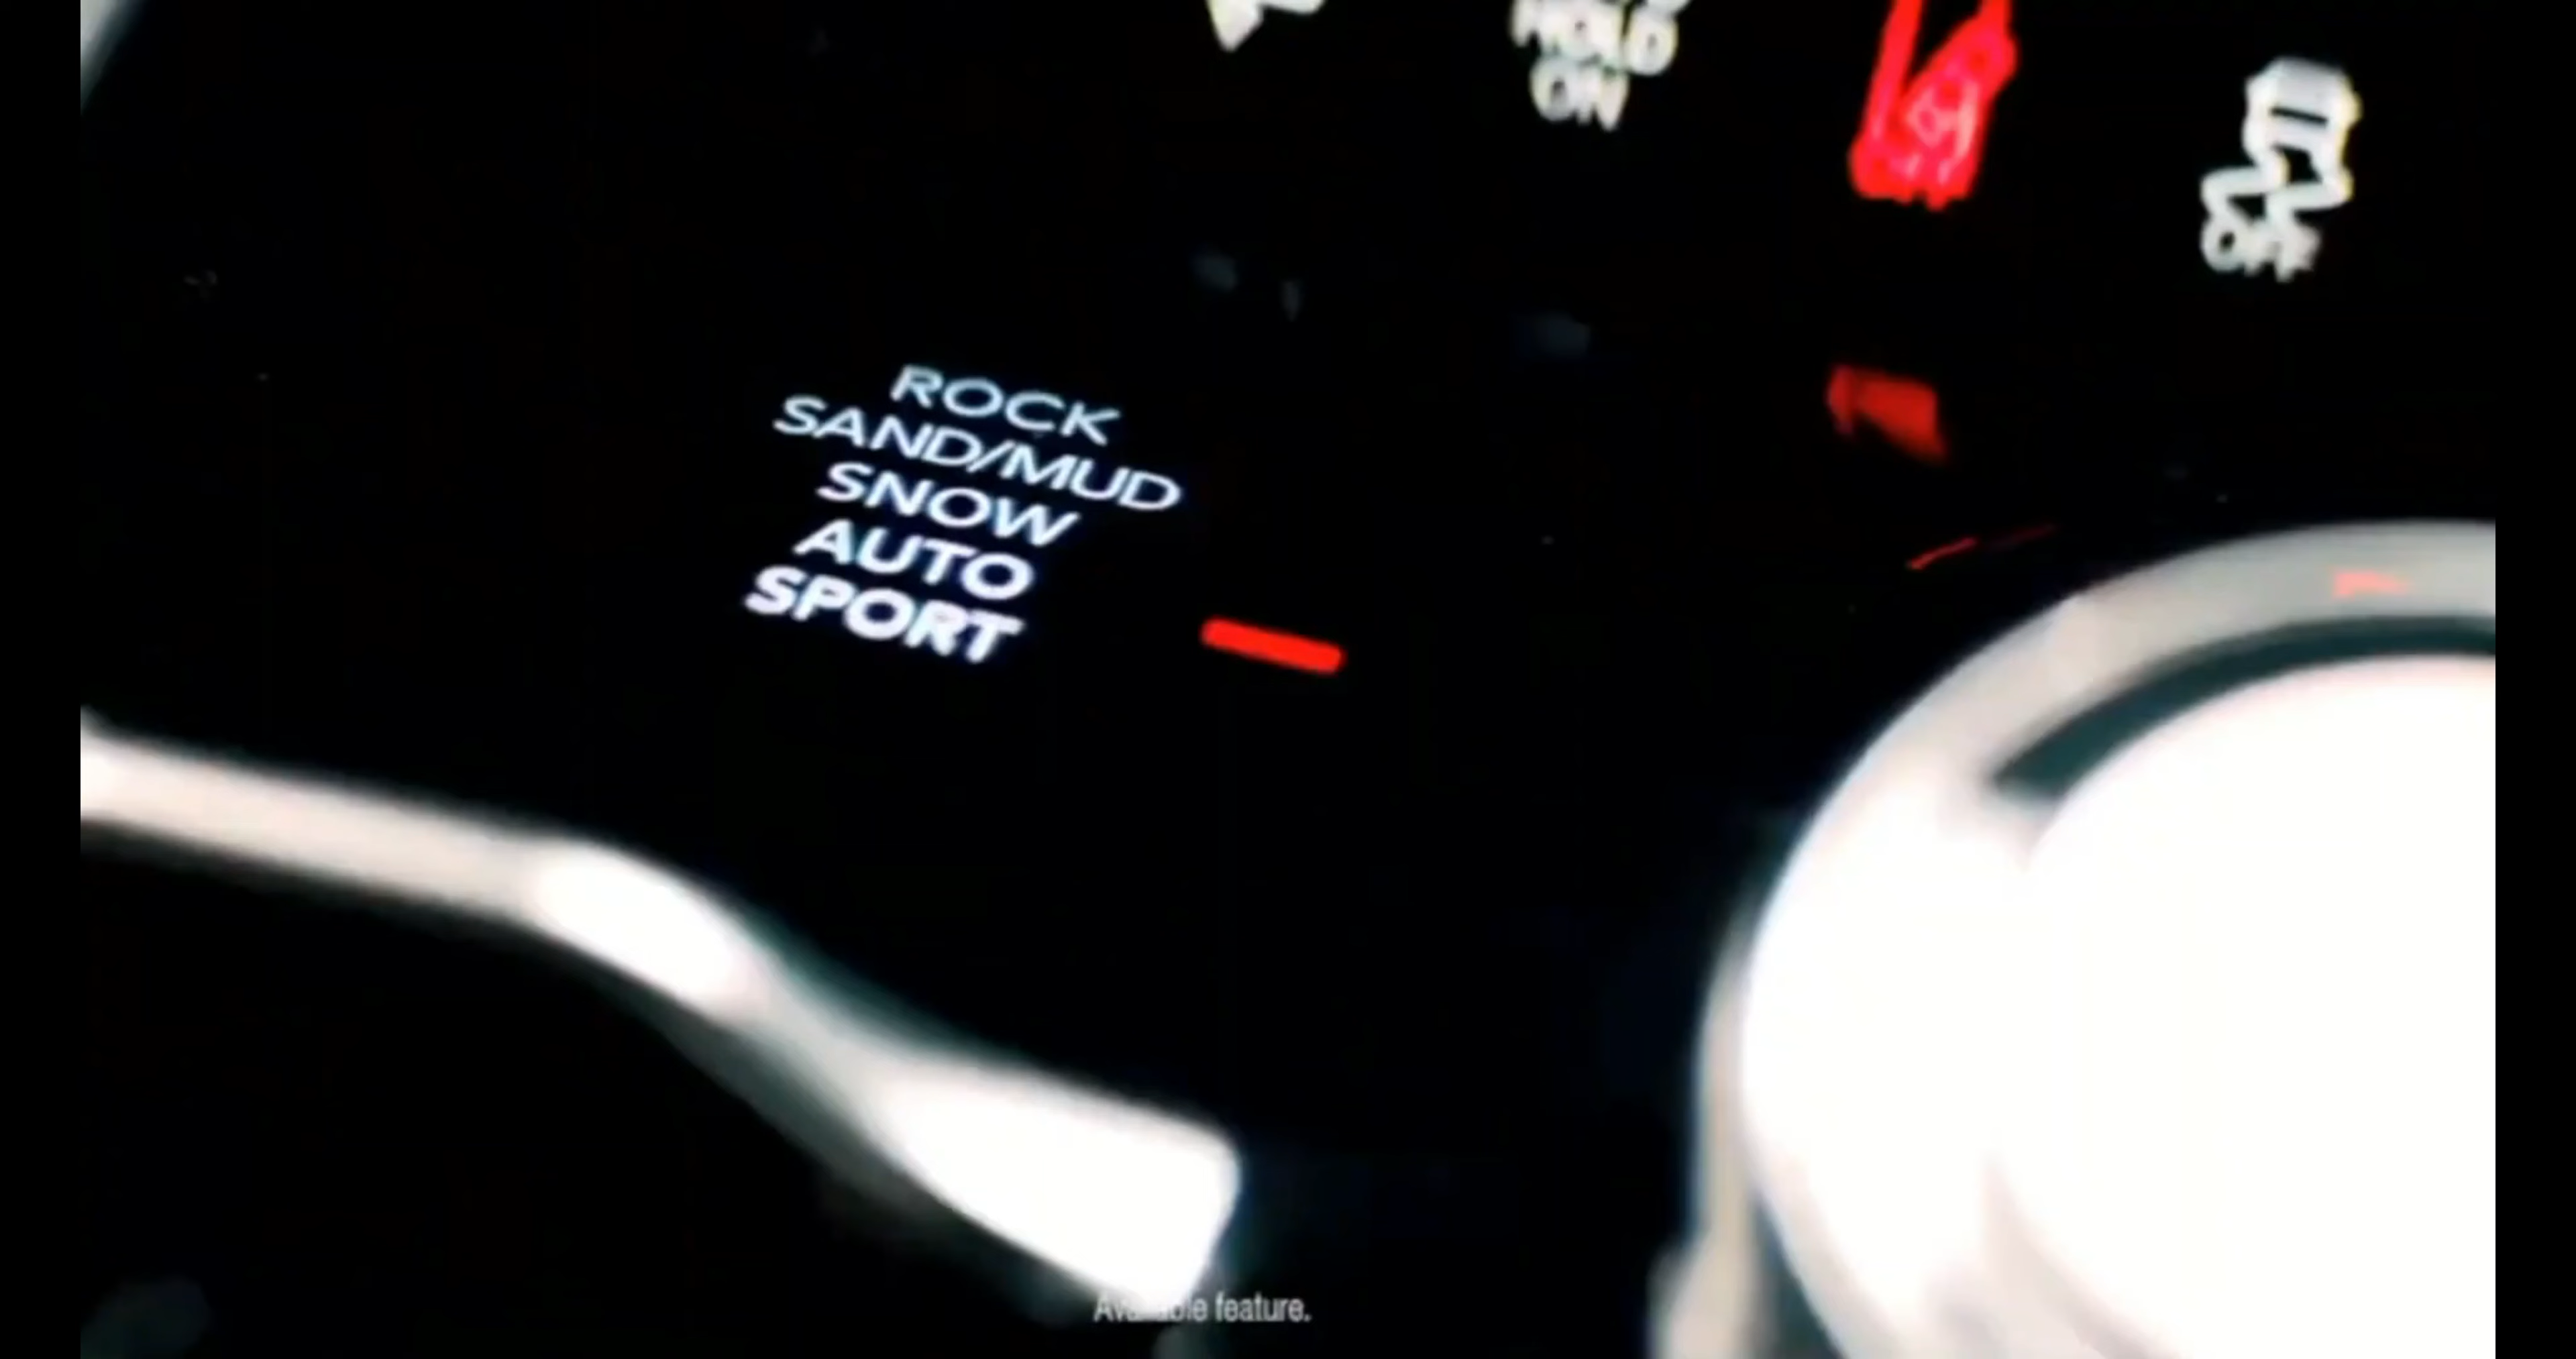 HOLD
ON
OFF
ROCK
SAND/MUD
SNOW
AUTO
SPORT
Available feature.